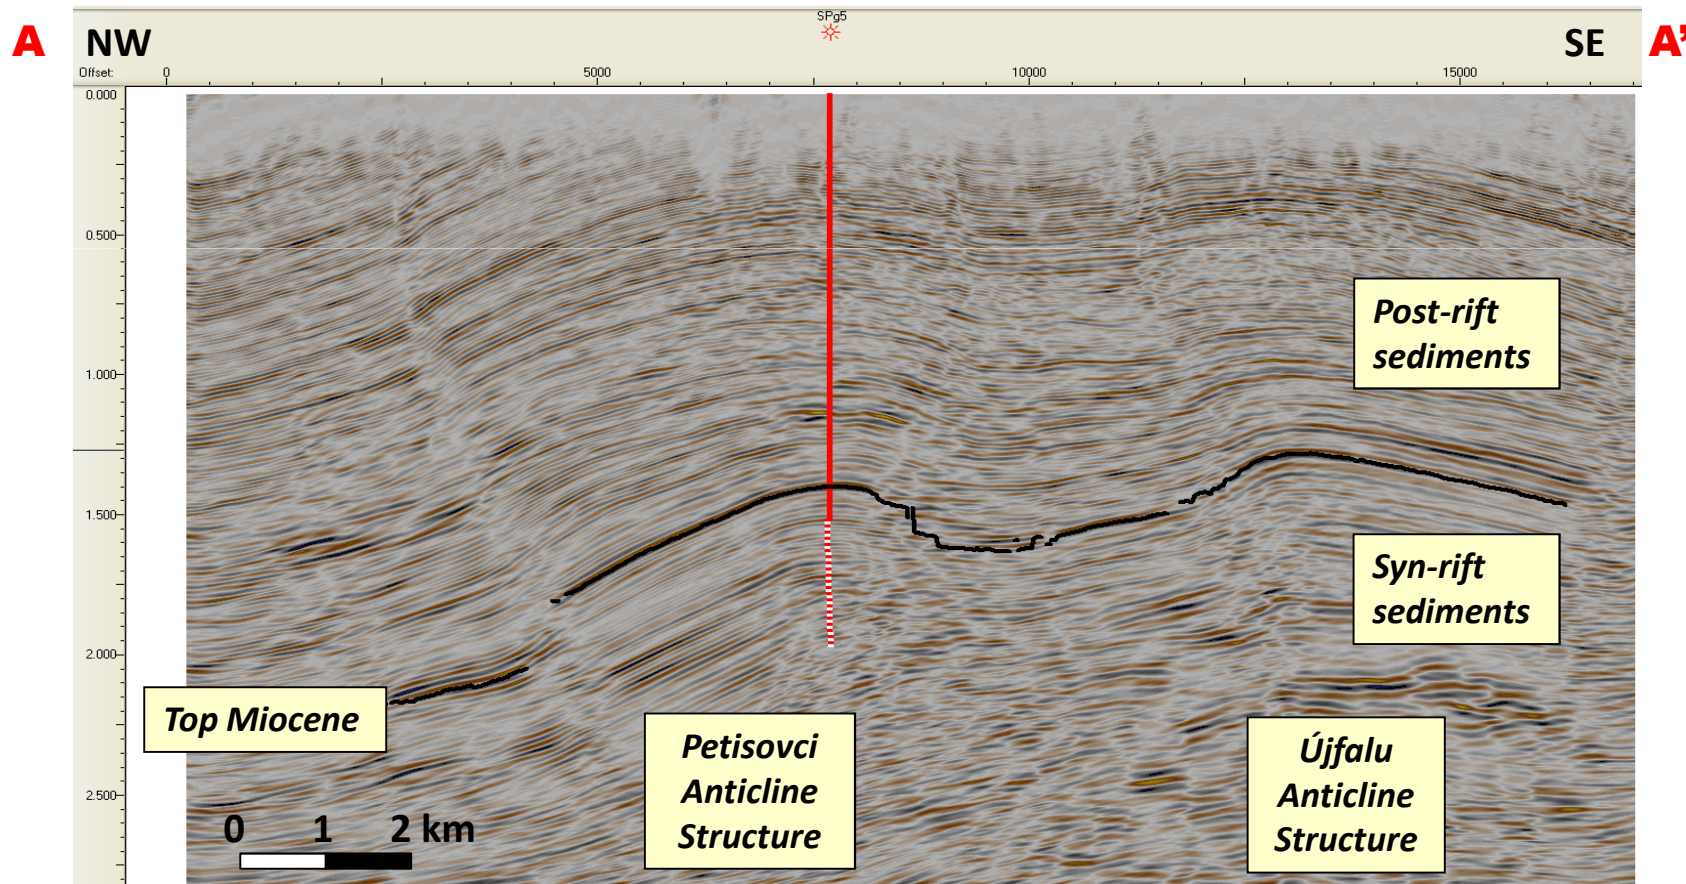 SPg5
A NW SE A'
Offset: 0 5000 10000 15000
0.000
0.500
1.000
1.500
2.000
2.500
Post-rift
sediments
Syn-rift
sediments
Top Miocene
Petisovci
Anticline
Structure
Újfalu
Anticline
Structure
0 1 2 km